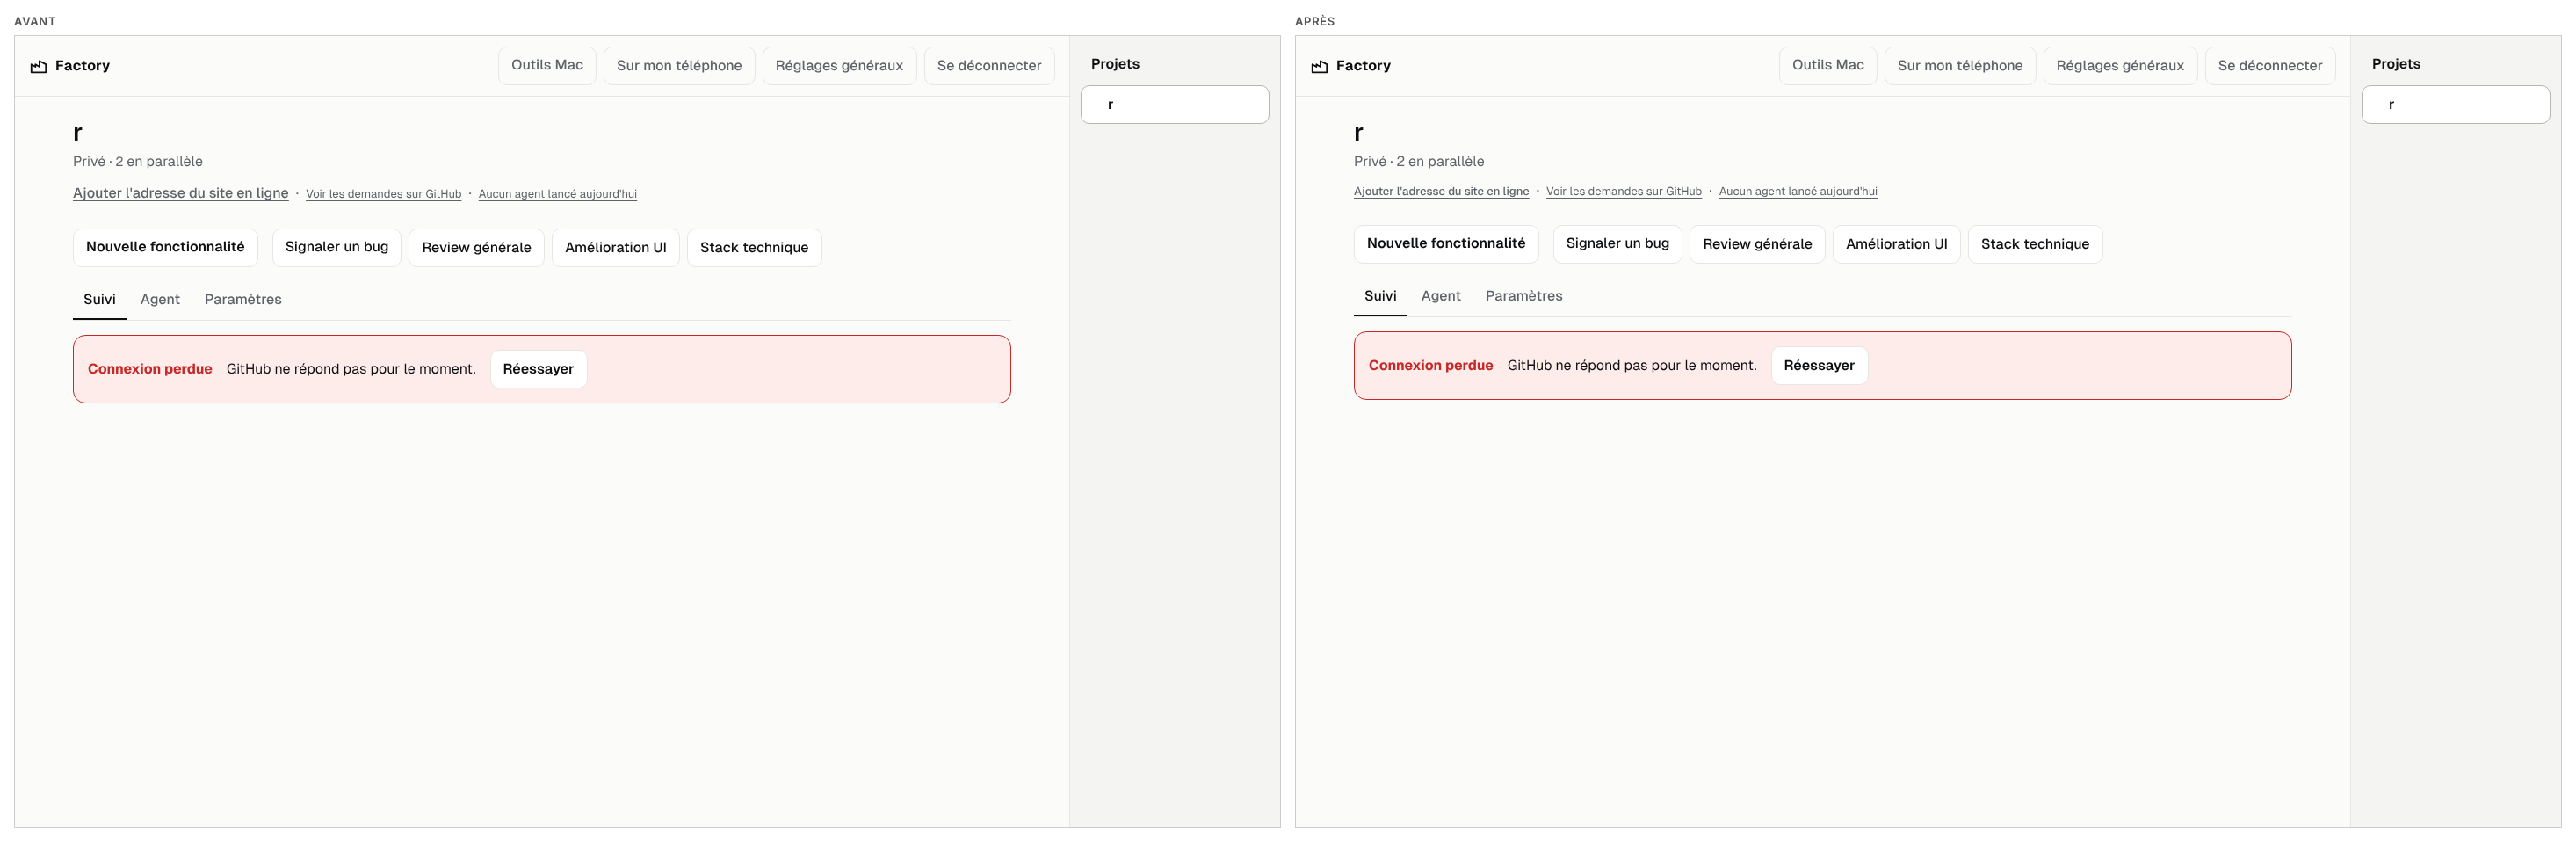 AVANT
Factory
Outils Mac
Sur mon téléphone
Réglages généraux
Se déconnecter
Projets
r
r
Privé · 2 en parallèle
Ajouter l'adresse du site en ligne · Voir les demandes sur GitHub · Aucun agent lancé aujourd'hui
Nouvelle fonctionnalité
Signaler un bug
Review générale
Amélioration UI
Stack technique
Suivi
Agent
Paramètres
Connexion perdue GitHub ne répond pas pour le moment. Réessayer
APRÈS
Factory
Outils Mac
Sur mon téléphone
Réglages généraux
Se déconnecter
Projets
r
r
Privé · 2 en parallèle
Ajouter l'adresse du site en ligne · Voir les demandes sur GitHub · Aucun agent lancé aujourd'hui
Nouvelle fonctionnalité
Signaler un bug
Review générale
Amélioration UI
Stack technique
Suivi
Agent
Paramètres
Connexion perdue GitHub ne répond pas pour le moment. Réessayer